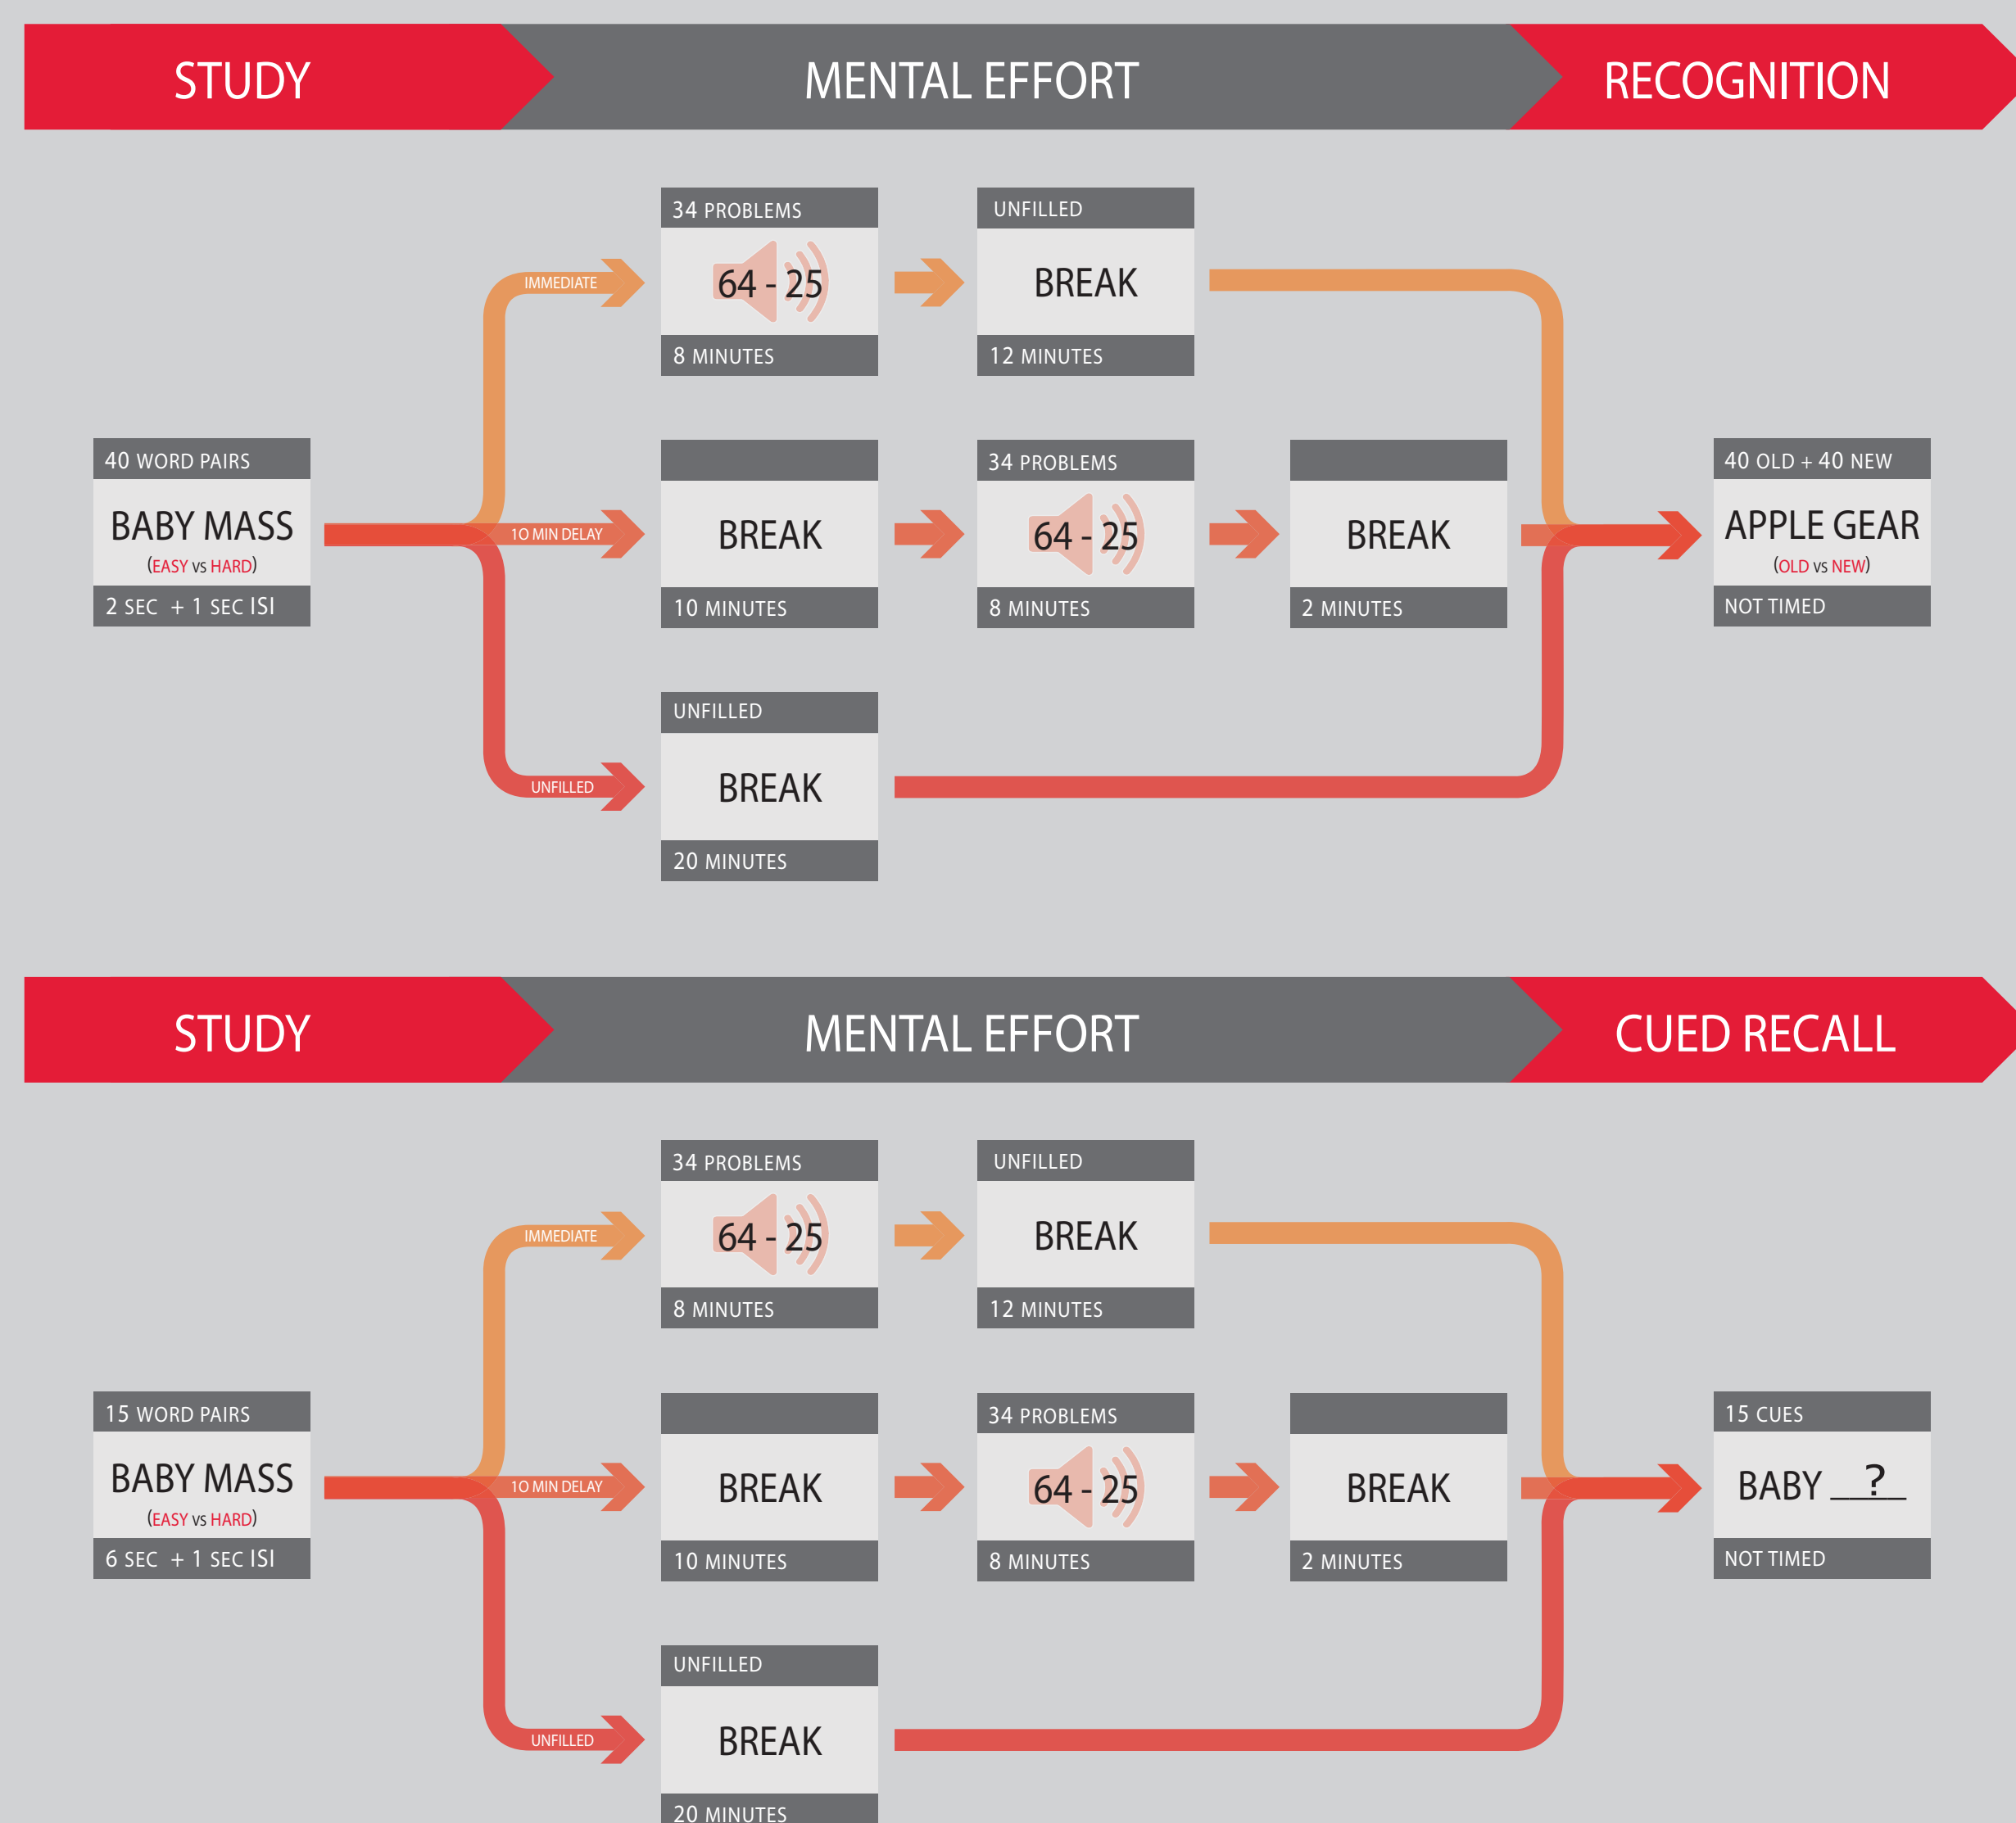 STUDY
MENTAL EFFORT
RECOGNITION
34 PROBLEMS
64 - 25
8 MINUTES
UNFILLED
BREAK
12 MINUTES
IMMEDIATE
40 WORD PAIRS
BABY MASS
(EASY vs HARD)
2 SEC + 1 SEC ISI
10 MIN DELAY
BREAK
10 MINUTES
34 PROBLEMS
64 - 25
8 MINUTES
BREAK
2 MINUTES
40 OLD + 40 NEW
APPLE GEAR
(OLD vs NEW)
NOT TIMED
UNFILLED
UNFILLED
BREAK
20 MINUTES
STUDY
MENTAL EFFORT
CUED RECALL
34 PROBLEMS
64 - 25
8 MINUTES
UNFILLED
BREAK
12 MINUTES
IMMEDIATE
15 WORD PAIRS
BABY MASS
(EASY vs HARD)
6 SEC + 1 SEC ISI
10 MIN DELAY
BREAK
10 MINUTES
34 PROBLEMS
64 - 25
8 MINUTES
BREAK
2 MINUTES
15 CUES
BABY __?__
NOT TIMED
UNFILLED
UNFILLED
BREAK
20 MINUTES